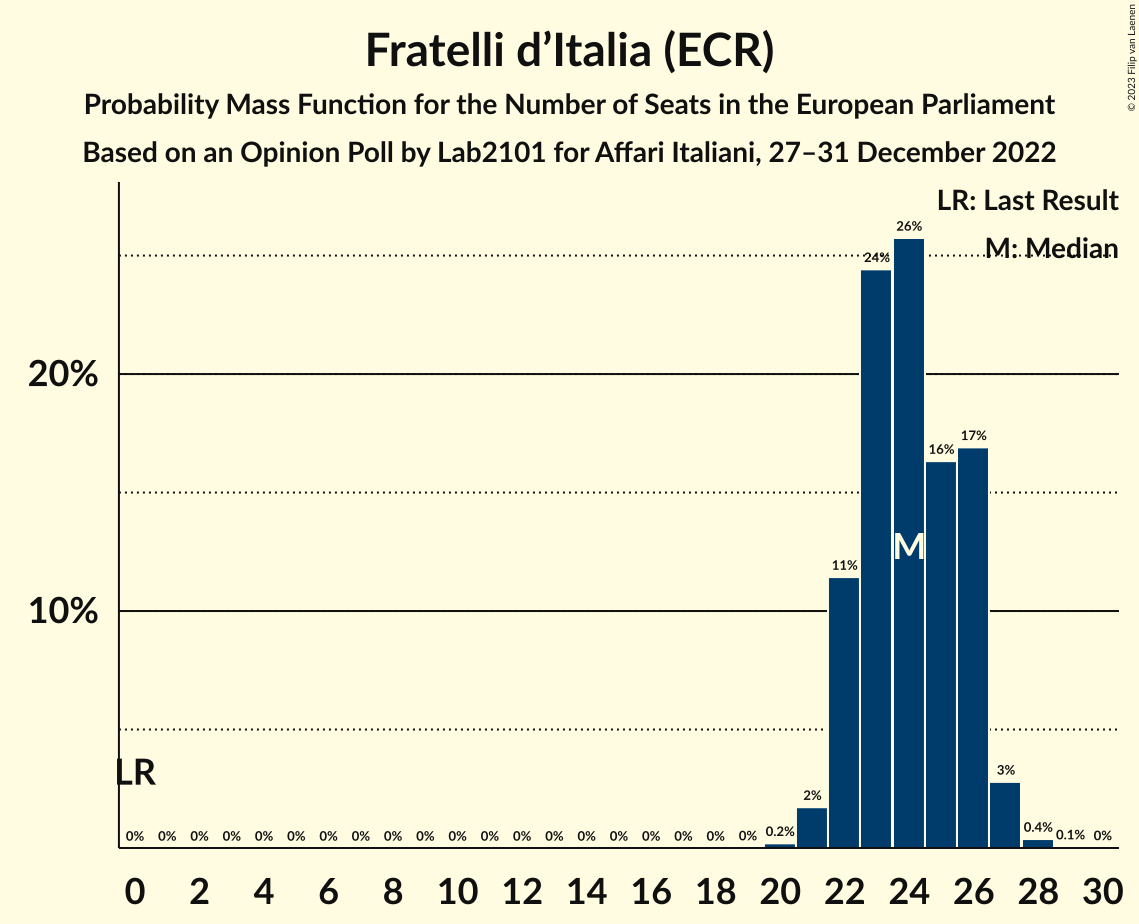 Fratelli d’Italia (ECR)
Probability Mass Function for the Number of Seats in the European Parliament
Based on an Opinion Poll by Lab2101 for Affari Italiani, 27–31 December 2022
© 2023 Filip van Laenen
LR: Last Result
M: Median
26%
24%
20%
17%
16%
M
11%
10%
LR
3%
2%
0% 0% 0% 0% 0% 0% 0% 0% 0% 0% 0% 0% 0% 0% 0% 0% 0% 0% 0% 0% 0.2% 0.4% 0.1% 0%
0 2 4 6 8 10 12 14 16 18 20 22 24 26 28 30